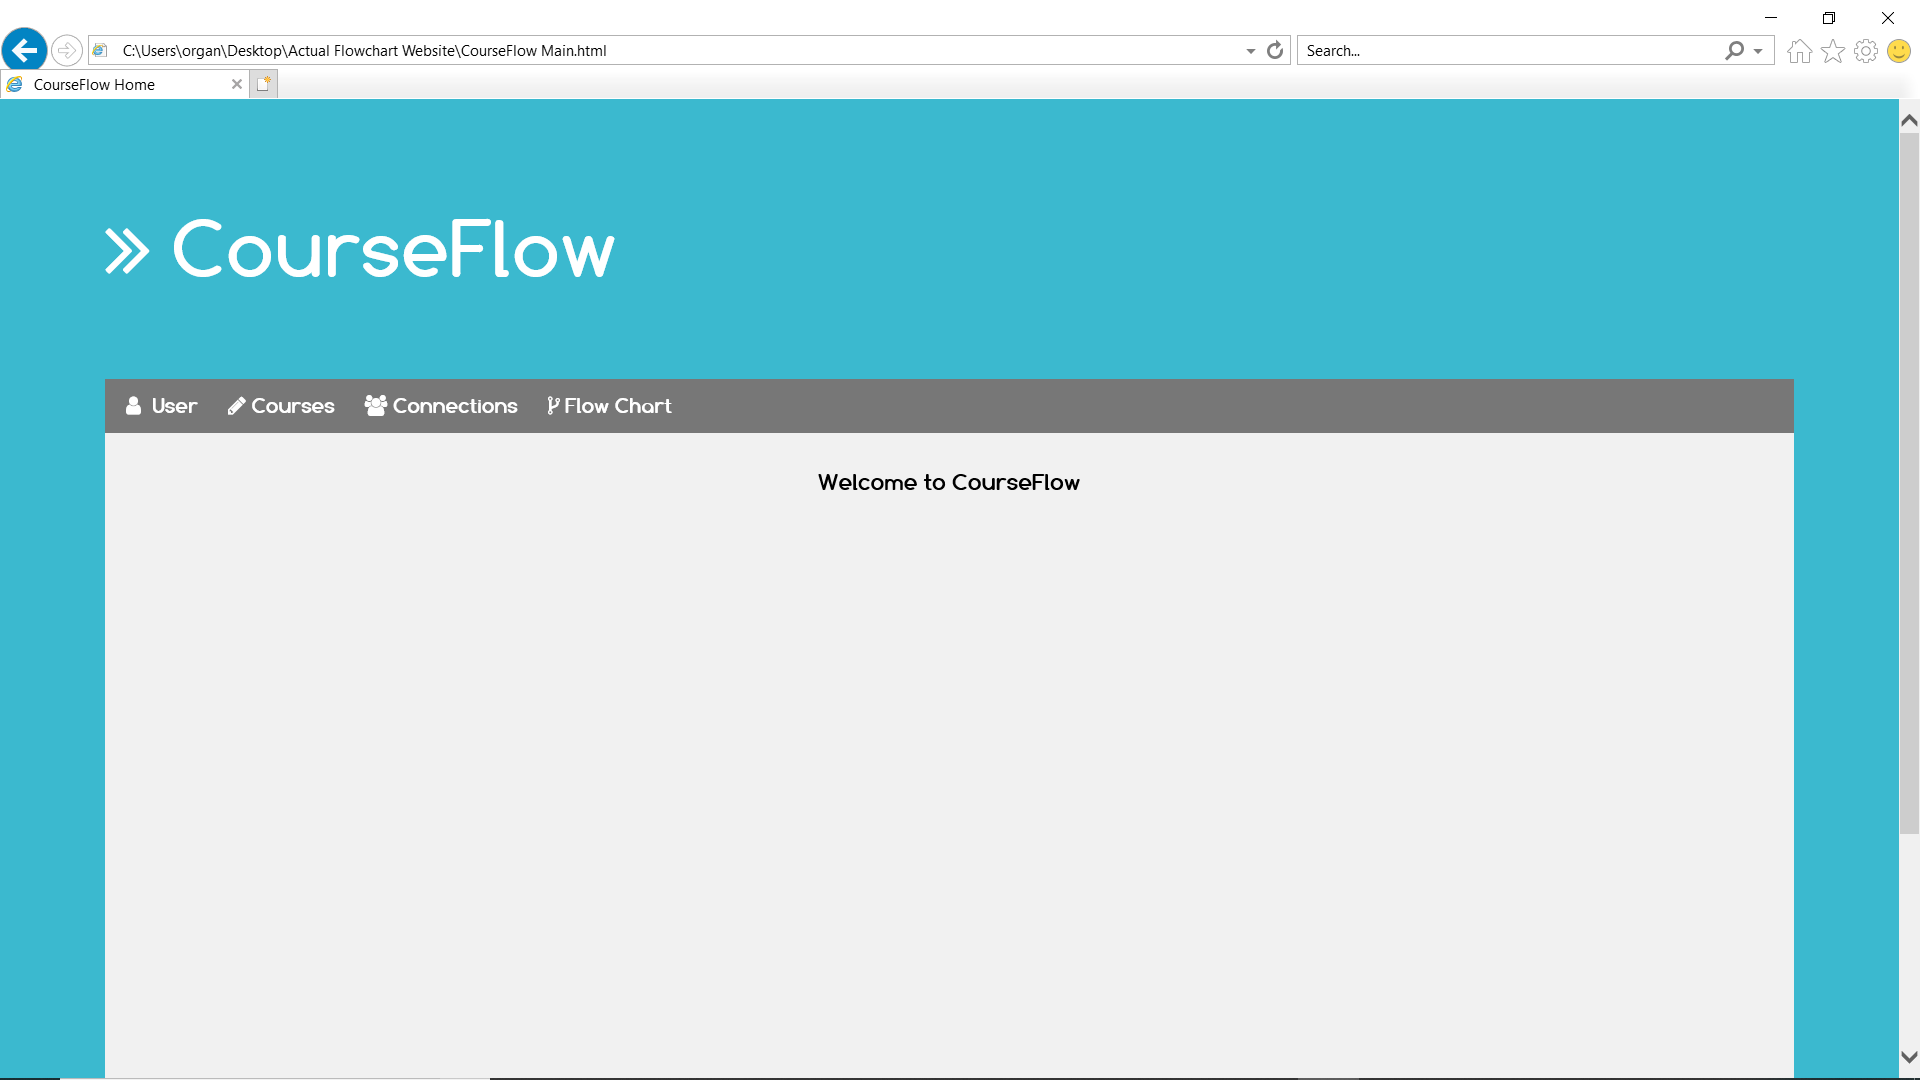 C:\Users\organ\Desktop\Actual Flowchart Website\CourseFlow Main.html
Search...
CourseFlow Home
CourseFlow
User Courses Connections Flow Chart
Welcome to CourseFlow